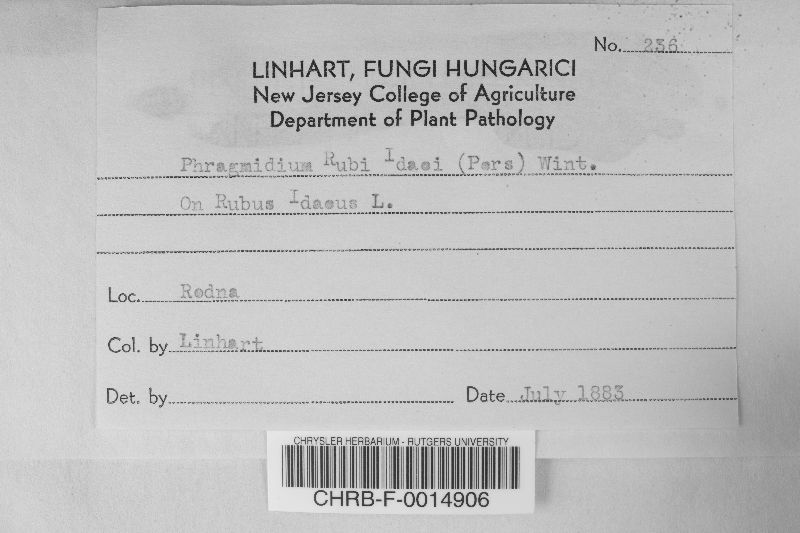 No. 236
LINHART, FUNGI HUNGARICI
New Jersey College of Agriculture
Department of Plant Pathology
Phragmidium Rubi Idaei (Pers) Wint.
On Rubus Idaeus L.
Loc. Rodna
Col. by Linhart
Det. by
Date July 1883
CHRYSLER HERBARIUM - RUTGERS UNIVERSITY
CHRB-F-0014906